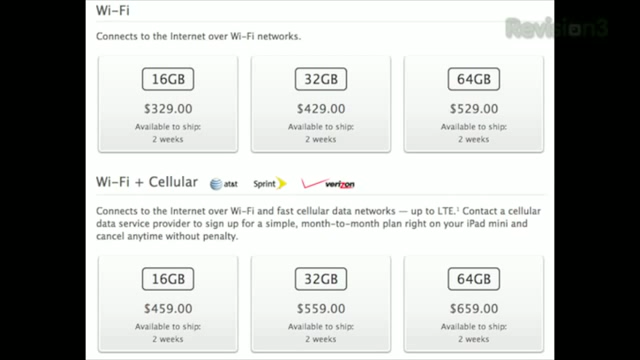 Wi-Fi
Revision3
Connects to the Internet over Wi-Fi networks.
16GB 32GB 64GB
$329.00 $429.00 $529.00
Available to ship: Available to ship: Available to ship:
2 weeks 2 weeks 2 weeks
Wi-Fi + Cellular at&t Sprint verizon
Connects to the Internet over Wi-Fi and fast cellular data networks — up to LTE.¹ Contact a cellular
data service provider to sign up for a simple, month-to-month plan right on your iPad mini and
cancel anytime without penalty.
16GB 32GB 64GB
$459.00 $559.00 $659.00
Available to ship: Available to ship: Available to ship:
2 weeks 2 weeks 2 weeks